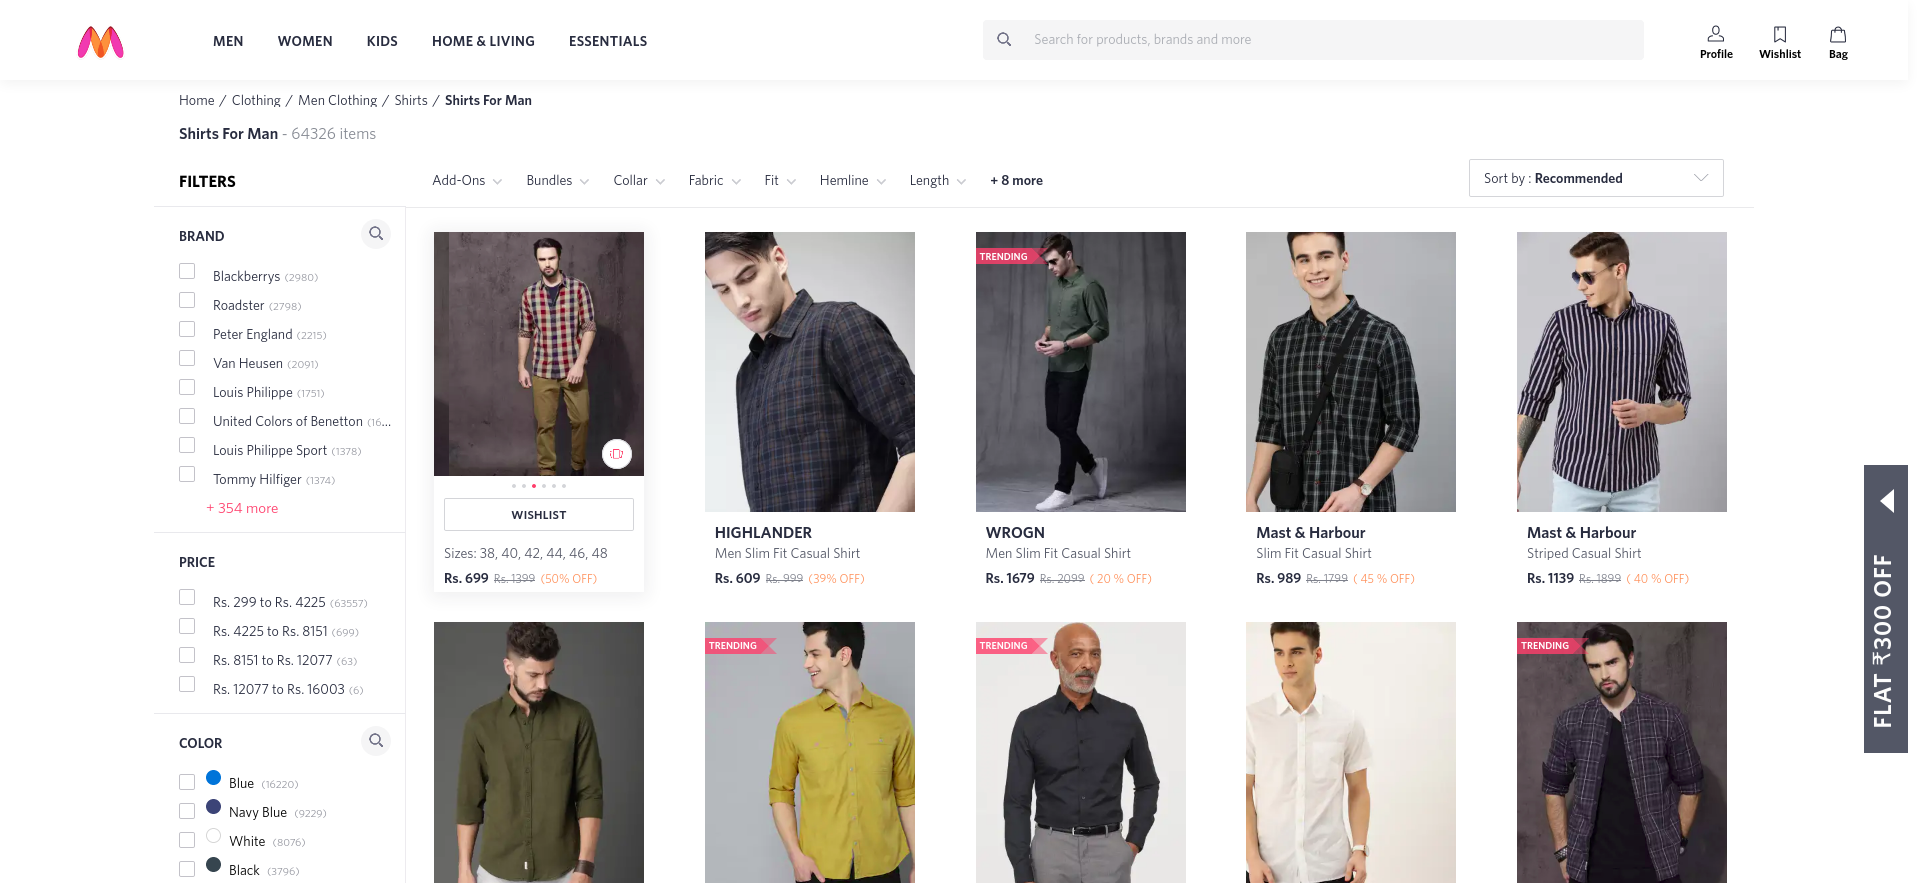 MEN WOMEN KIDS HOME & LIVING ESSENTIALS
Search for products, brands and more
Profile Wishlist Bag
Home / Clothing / Men Clothing / Shirts / Shirts For Man
Shirts For Man - 64326 items
FILTERS
Add-Ons Bundles Collar Fabric Fit Hemline Length + 8 more
Sort by : Recommended
BRAND
Blackberrys (2980)
Roadster (2798)
Peter England (2215)
Van Heusen (2091)
Louis Philippe (1751)
United Colors of Benetton (16...
Louis Philippe Sport (1378)
Tommy Hilfiger (1374)
+ 354 more
PRICE
Rs. 299 to Rs. 4225 (63557)
Rs. 4225 to Rs. 8151 (699)
Rs. 8151 to Rs. 12077 (63)
Rs. 12077 to Rs. 16003 (6)
COLOR
Blue (16220)
Navy Blue (9229)
White (8076)
Black (3796)
WISHLIST
Sizes: 38, 40, 42, 44, 46, 48
Rs. 699 Rs. 1399 (50% OFF)
HIGHLANDER
Men Slim Fit Casual Shirt
Rs. 609 Rs. 999 (39% OFF)
TRENDING
WROGN
Men Slim Fit Casual Shirt
Rs. 1679 Rs. 2099 ( 20 % OFF)
Mast & Harbour
Slim Fit Casual Shirt
Rs. 989 Rs. 1799 ( 45 % OFF)
Mast & Harbour
Striped Casual Shirt
Rs. 1139 Rs. 1899 ( 40 % OFF)
TRENDING
TRENDING
TRENDING
FLAT ₹300 OFF